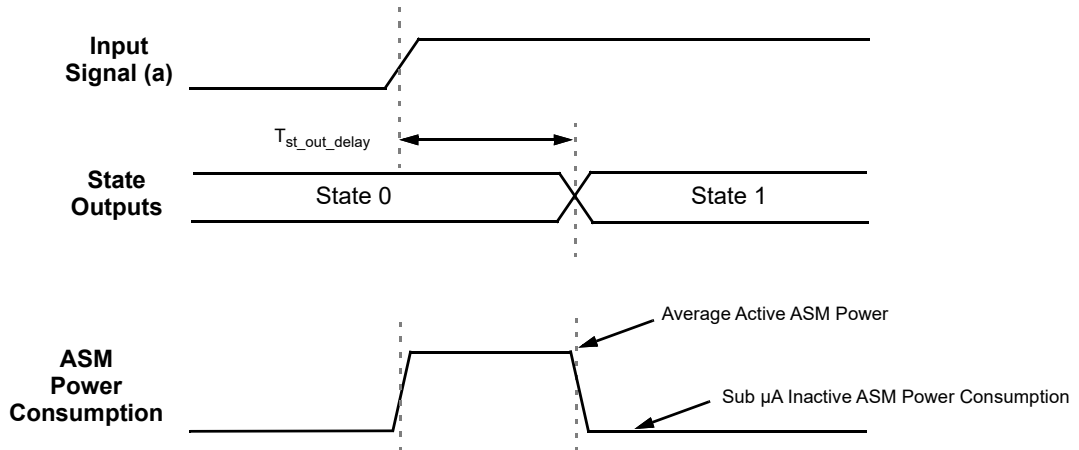 Input
Signal (a)
T st_out_delay
State
Outputs
State 0
State 1
Average Active ASM Power
ASM
Power
Consumption
Sub µA Inactive ASM Power Consumption